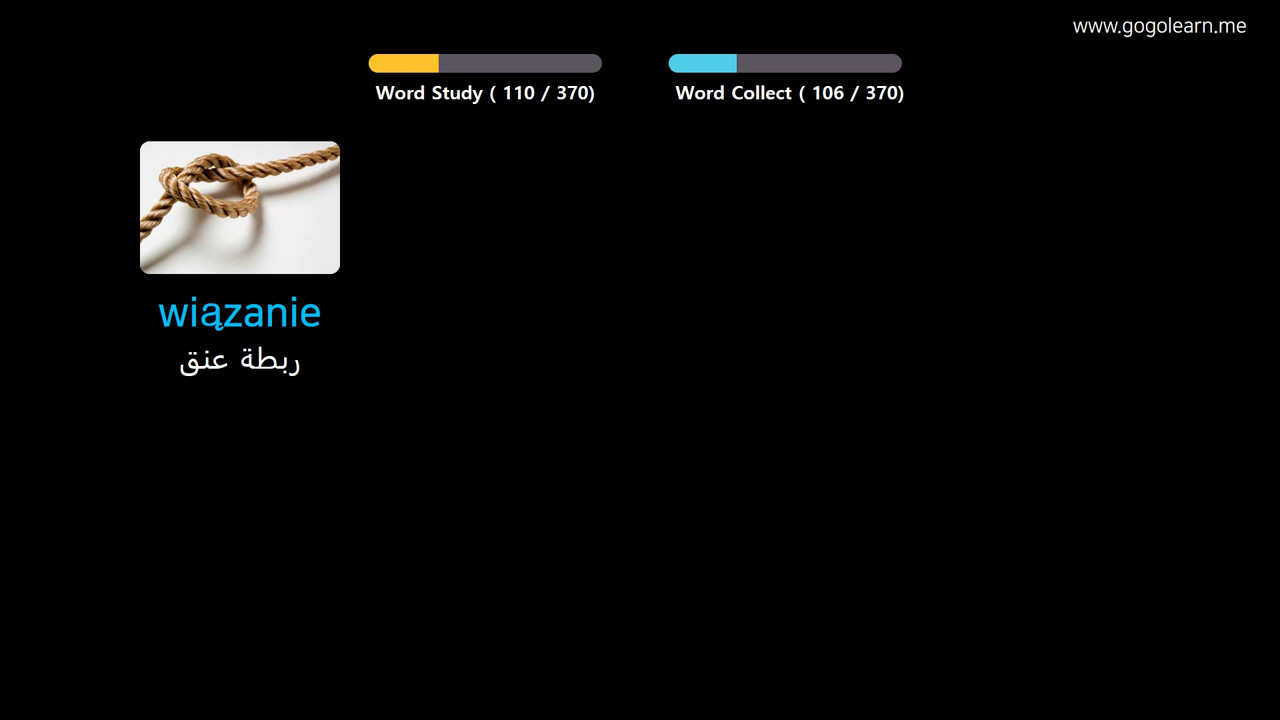 www.gogolearn.me
Word Study ( 110 / 370)
Word Collect ( 106 / 370)
wiązanie
ربطة عنق